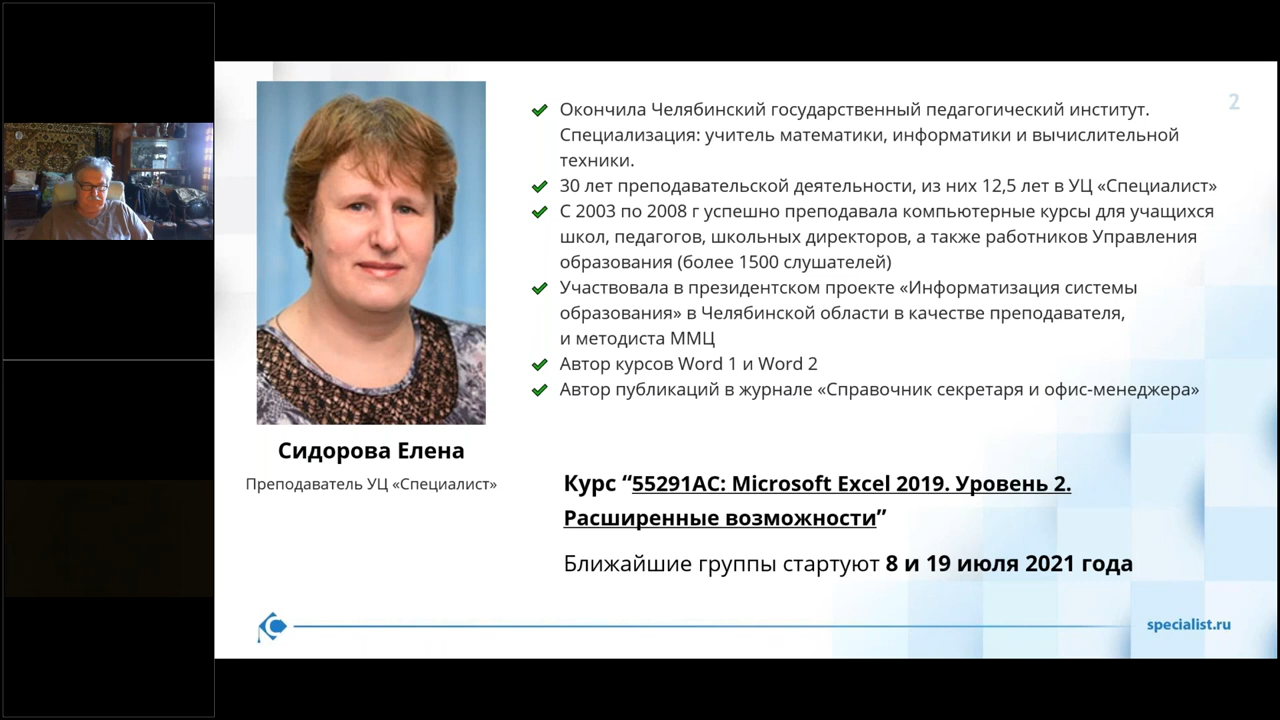 2
Окончила Челябинский государственный педагогический институт.
Специализация: учитель математики, информатики и вычислительной
техники.
30 лет преподавательской деятельности, из них 12,5 лет в УЦ «Специалист»
С 2003 по 2008 г успешно преподавала компьютерные курсы для учащихся
школ, педагогов, школьных директоров, а также работников Управления
образования (более 1500 слушателей)
Участвовала в президентском проекте «Информатизация системы
образования» в Челябинской области в качестве преподавателя,
и методиста ММЦ
Автор курсов Word 1 и Word 2
Автор публикаций в журнале «Справочник секретаря и офис-менеджера»
Сидорова Елена
Преподаватель УЦ «Специалист»
Курс “55291AC: Microsoft Excel 2019. Уровень 2.
Расширенные возможности”
Ближайшие группы стартуют 8 и 19 июля 2021 года
specialist.ru